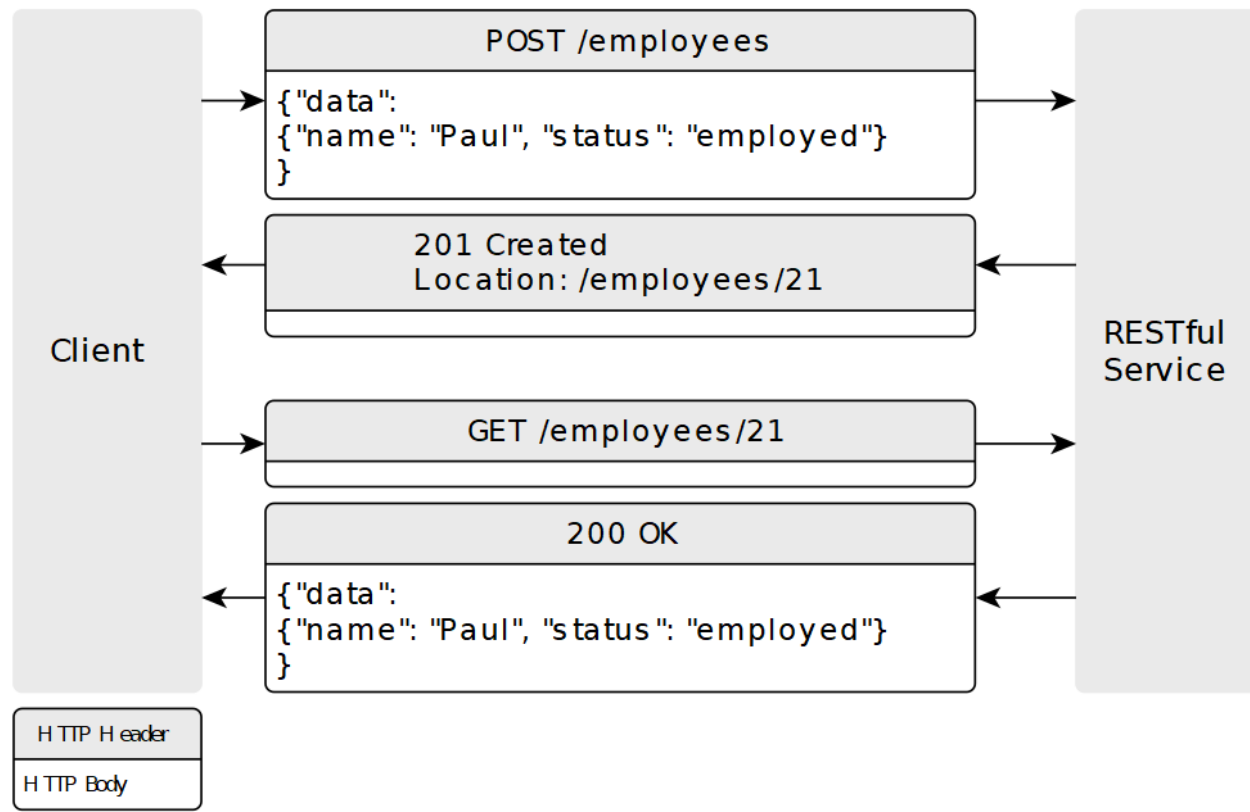 POST /employees
{"data":
{"name": "Paul", "status": "employed"}
}
201 Created
Location: /employees/21
Client
RESTful
Service
GET /employees/21
200 OK
{"data":
{"name": "Paul", "status": "employed"}
}
HTTP Header
HTTP Body